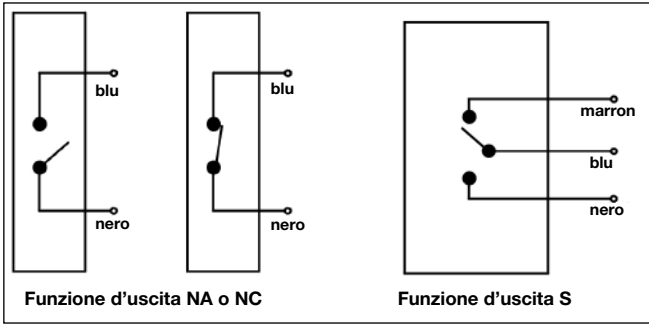 blu
nero
Funzione d'uscita NA o NC
blu
nero
marron
blu
nero
Funzione d'uscita S